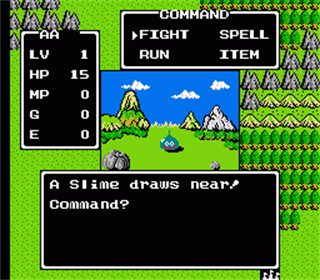 COMMAND
▶FIGHT SPELL
RUN ITEM
AA
LV 1
HP 15
MP 0
G 0
E 0
A Slime draws near!
Command?